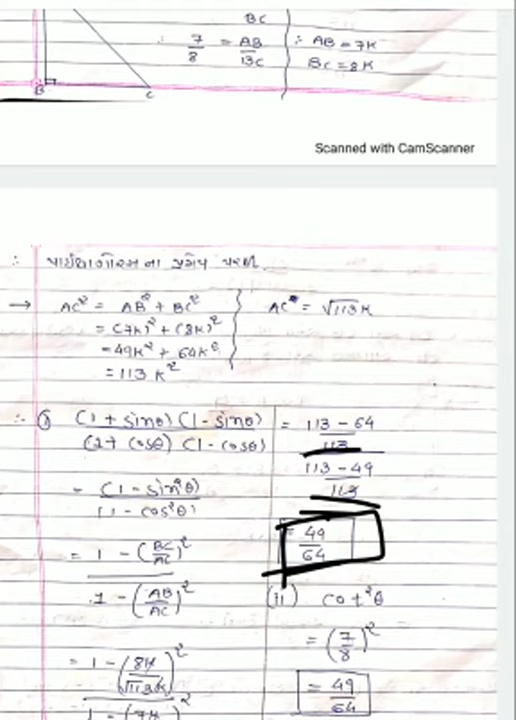 BC
∴ 7/8 = AB/BC ∴ AB = 7K
BC = 8K
B C
Scanned with CamScanner
∴ પાઈથાગોરસ ના પ્રમેય પરથી
→ AC² = AB² + BC²
= (7K)² + (8K)²
= 49K² + 64K²
= 113 K²
AC = √113 K
∴ (i) (1 + sinθ) (1 - sinθ)
(1 + cosθ) (1 - cosθ)
= (1 - sin²θ)
(1 - cos²θ)
= 1 - (BC/AC)²
1 - (AB/AC)²
= 1 - (8K/√113K)²
1 - (7K
= 113 - 64
113
113 - 49
113
= 49
64
(ii) cot²θ
= (7/8)²
= 49
64